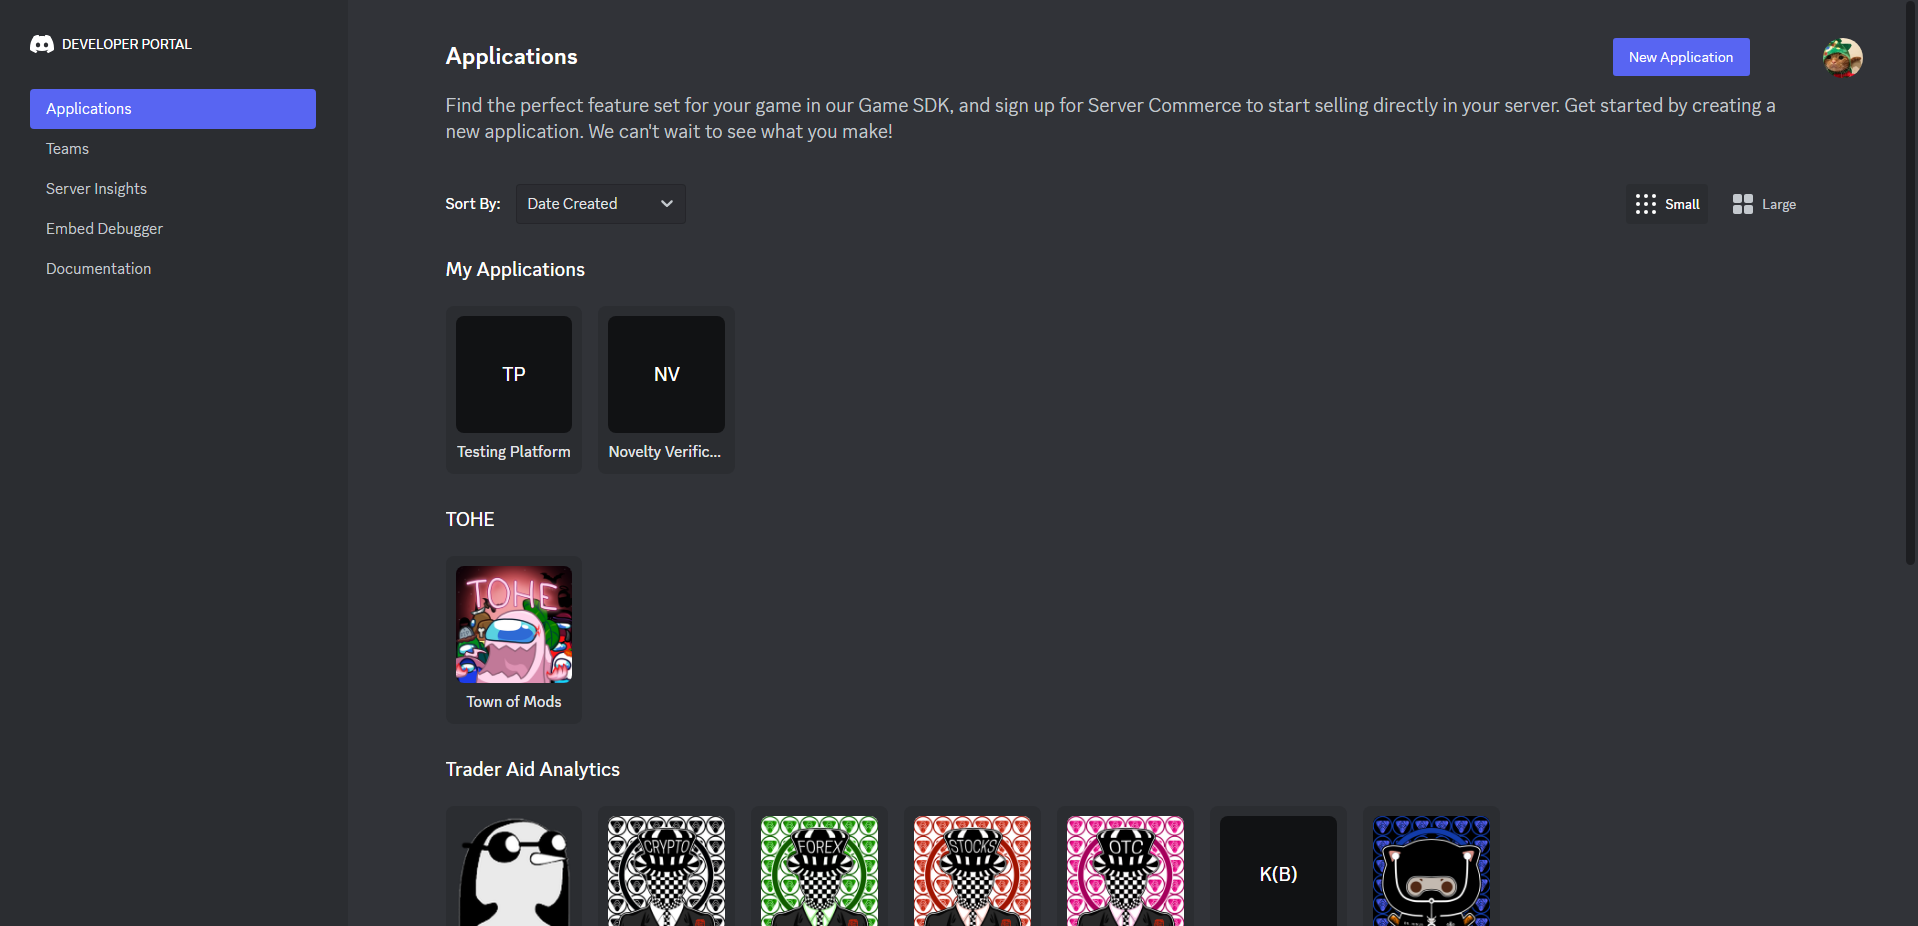 DEVELOPER PORTAL
Applications
Teams
Server Insights
Embed Debugger
Documentation
Applications
New Application
Find the perfect feature set for your game in our Game SDK, and sign up for Server Commerce to start selling directly in your server. Get started by creating a
new application. We can't wait to see what you make!
Sort By:
Date Created
Small
Large
My Applications
TP
NV
Testing Platform
Novelty Verific...
TOHE
TOHE
Town of Mods
Trader Aid Analytics
CRYPTO
FOREX
STOCKS
OTC
K(B)